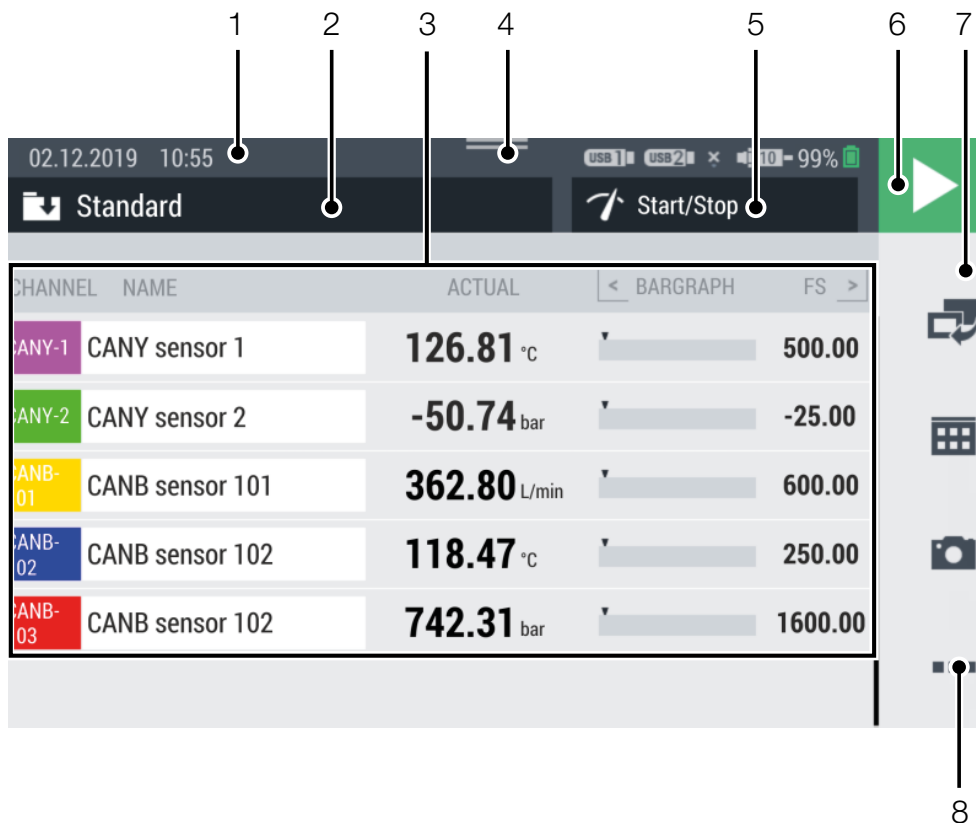 1 2 3 4 5 6 7
02.12.2019 10:55 USB 1 USB 2 10 99%
Standard Start/Stop
CHANNEL NAME ACTUAL < BARGRAPH FS >
CANY-1 CANY sensor 1 126.81 °C 500.00
CANY-2 CANY sensor 2 -50.74 bar -25.00
CANB-
01 CANB sensor 101 362.80 L/min 600.00
CANB-
02 CANB sensor 102 118.47 °C 250.00
CANB-
03 CANB sensor 102 742.31 bar 1600.00
8